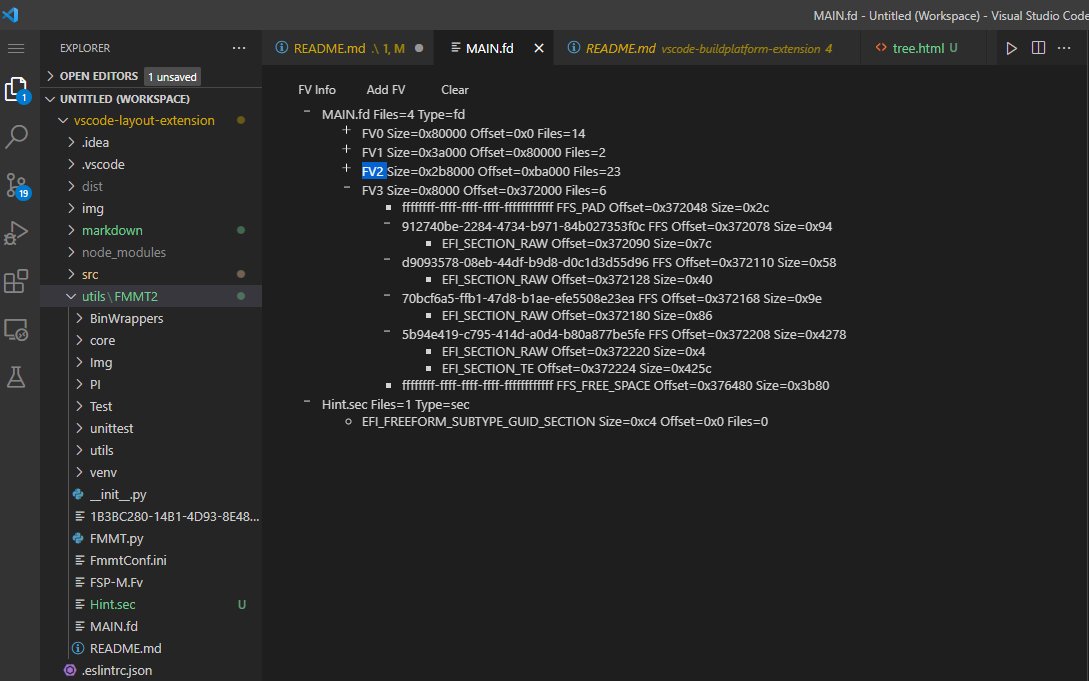 MAIN.fd - Untitled (Workspace) - Visual Studio Code
EXPLORER
OPEN EDITORS 1 unsaved
UNTITLED (WORKSPACE)
vscode-layout-extension
.idea
.vscode
dist
img
markdown
node_modules
src
utils\FMMT2
BinWrappers
core
Img
PI
Test
unittest
utils
venv
__init__.py
1B3BC280-14B1-4D93-8E48...
FMMT.py
FmmtConf.ini
FSP-M.Fv
Hint.sec U
MAIN.fd
README.md
.eslintrc.json
1
19
README.md .\ 1, M
MAIN.fd
README.md vscode-buildplatform-extension 4
tree.html U
FV Info Add FV Clear
MAIN.fd Files=4 Type=fd
FV0 Size=0x80000 Offset=0x0 Files=14
FV1 Size=0x3a000 Offset=0x80000 Files=2
FV2 Size=0x2b8000 Offset=0xba000 Files=23
FV3 Size=0x8000 Offset=0x372000 Files=6
ffffffff-ffff-ffff-ffff-ffffffffffff FFS_PAD Offset=0x372048 Size=0x2c
912740be-2284-4734-b971-84b027353f0c FFS Offset=0x372078 Size=0x94
EFI_SECTION_RAW Offset=0x372090 Size=0x7c
d9093578-08eb-44df-b9d8-d0c1d3d55d96 FFS Offset=0x372110 Size=0x58
EFI_SECTION_RAW Offset=0x372128 Size=0x40
70bcf6a5-ffb1-47d8-b1ae-efe5508e23ea FFS Offset=0x372168 Size=0x9e
EFI_SECTION_RAW Offset=0x372180 Size=0x86
5b94e419-c795-414d-a0d4-b80a877be5fe FFS Offset=0x372208 Size=0x4278
EFI_SECTION_RAW Offset=0x372220 Size=0x4
EFI_SECTION_TE Offset=0x372224 Size=0x425c
ffffffff-ffff-ffff-ffff-ffffffffffff FFS_FREE_SPACE Offset=0x376480 Size=0x3b80
Hint.sec Files=1 Type=sec
EFI_FREEFORM_SUBTYPE_GUID_SECTION Size=0xc4 Offset=0x0 Files=0